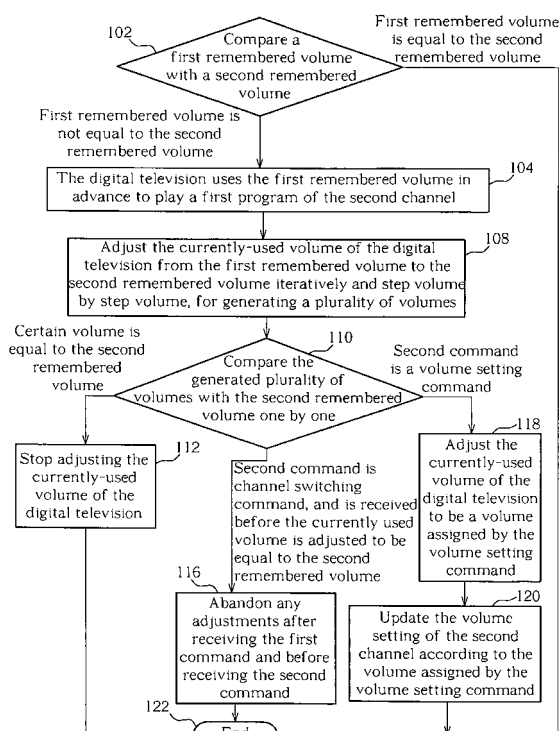 102
Compare a
first remembered volume
with a second remembered
volume
First remembered volume
is equal to the second
remembered volume
First remembered volume is
not equal to the second
remembered volume
104
The digital television uses the first remembered volume in
advance to play a first program of the second channel
108
Adjust the currently-used volume of the digital
television from the first remembered volume to the
second remembered volume iteratively and step volume
by step volume, for generating a plurality of volumes
110
Certain volume is
equal to the second
remembered
volume
Compare the
generated plurality of
volumes with the second remembered
volume one by one
Second command
is a volume setting
command
112
Stop adjusting the
currently-used
volume of the
digital television
Second command is
channel switching
command, and is received
before the currently used
volume is adjusted to be
equal to the second
remembered volume
118
Adjust the
currently-used
volume of the
digital television
to be a volume
assigned by the
volume setting
command
116
Abandon any
adjustments after
receiving the first
command and before
receiving the second
command
120
Update the volume
setting of the second
channel according to the
volume assigned by the
volume setting command
122
End